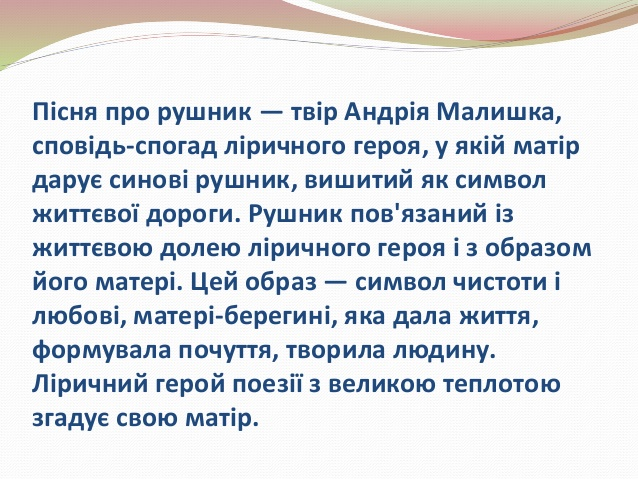 Пісня про рушник — твір Андрія Малишка,
сповідь-спогад ліричного героя, у якій матір
дарує синові рушник, вишитий як символ
життєвої дороги. Рушник пов'язаний із
життєвою долею ліричного героя і з образом
його матері. Цей образ — символ чистоти і
любові, матері-берегині, яка дала життя,
формувала почуття, творила людину.
Ліричний герой поезії з великою теплотою
згадує свою матір.